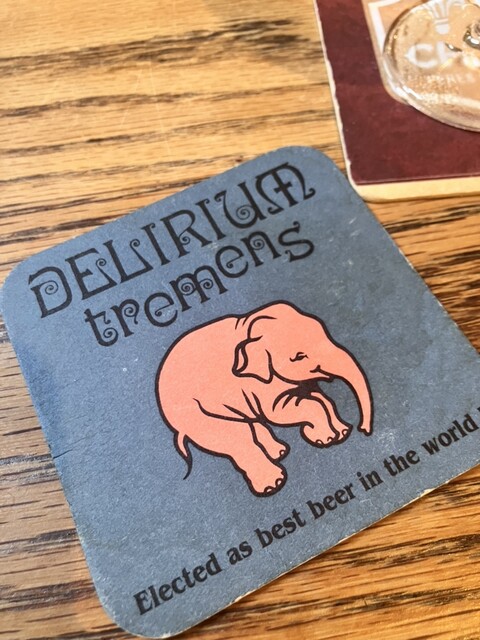 DELIRIUM
tremens
Elected as best beer in the world